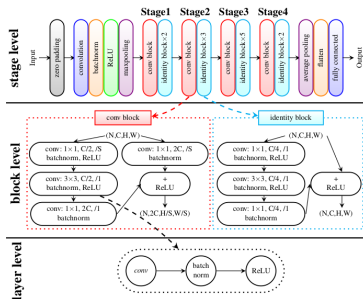 Stage1 Stage2 Stage3 Stage4
stage level
Input
zero padding
convolation
batchnorm
ReLU
maxpooling
conv block
identity block×2
conv block
identity block×3
conv block
identity block×5
conv block
identity block×2
average pooling
flatten
fully connected
Output
block level
conv block
(N,C,H,W)
conv: 1×1, C/2, /S
batchnorm, ReLU
conv: 1×1, 2C, /S
batchnorm
conv: 3×3, C/2, /1
batchnorm, ReLU
+
ReLU
conv: 1×1, 2C, /1
batchnorm
(N,2C,H/S,W/S)
identity block
(N,C,H,W)
conv: 1×1, C/4, /1
batchnorm, ReLU
conv: 3×3, C/4, /1
batchnorm, ReLU
+
ReLU
conv: 1×1, C/4, /1
batchnorm
(N,C,H,W)
layer level
conv
batch
norm
ReLU